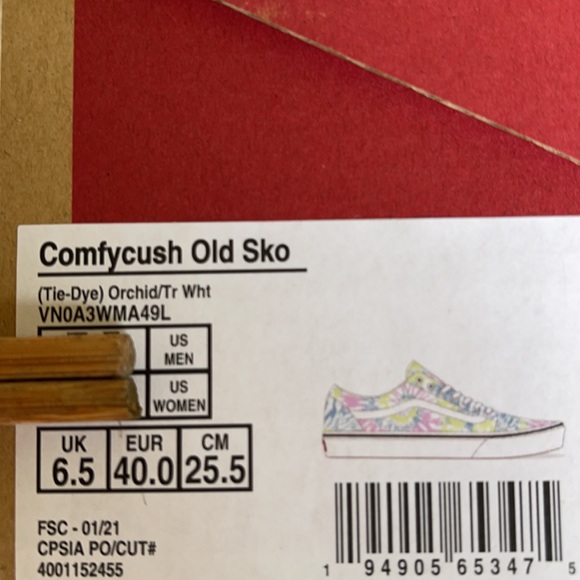 Comfycush Old Sko
(Tie-Dye) Orchid/Tr Wht
VN0A3WMA49L
US
MEN
US
WOMEN
UK EUR CM
6.5 40.0 25.5
FSC - 01/21
CPSIA PO/CUT#
4001152455
1 94905 65347 5